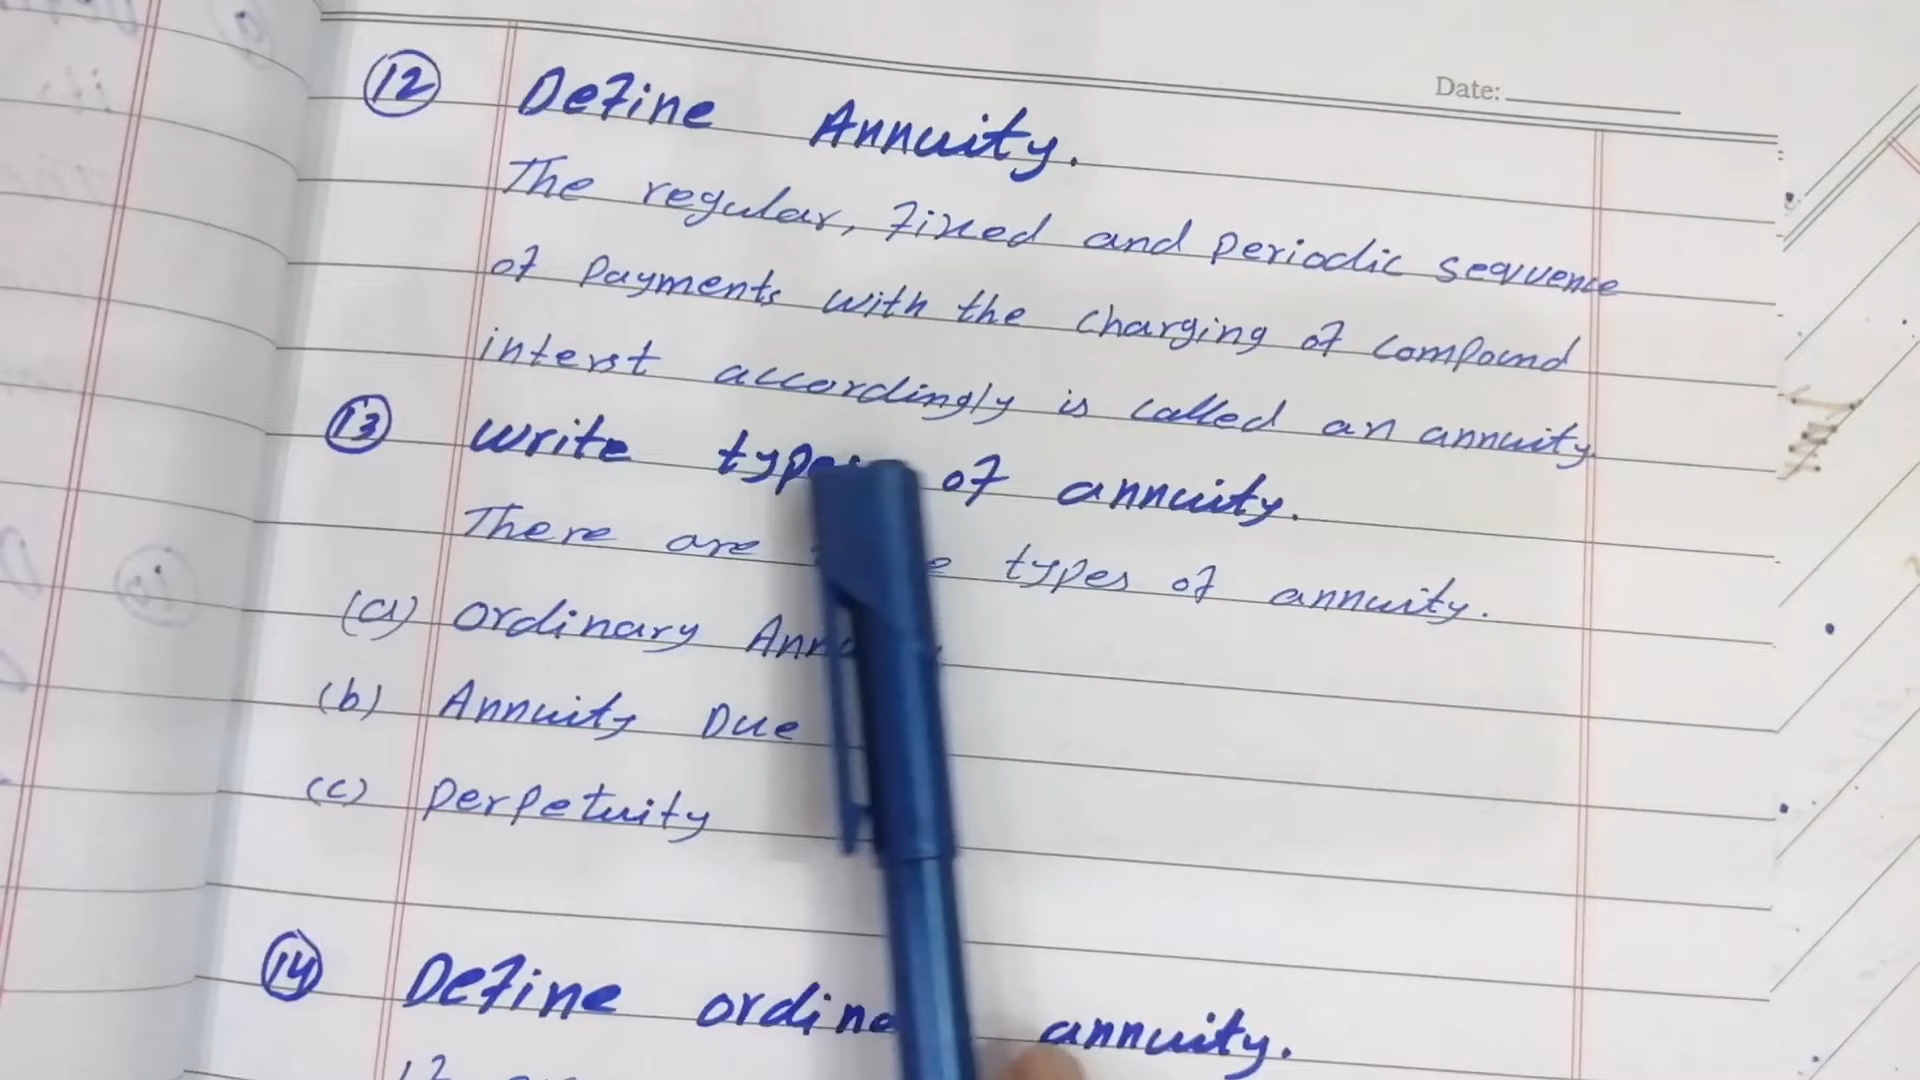 Date:
12 Define Annuity.
The regular, fixed and periodic sequence
of payments with the charging of compound
interst accordingly is called an annuity.
13 write types of annuity.
There are types of annuity.
(a) ordinary
(b) Annuity Due
(c) perpetuity
14 Define annuity.